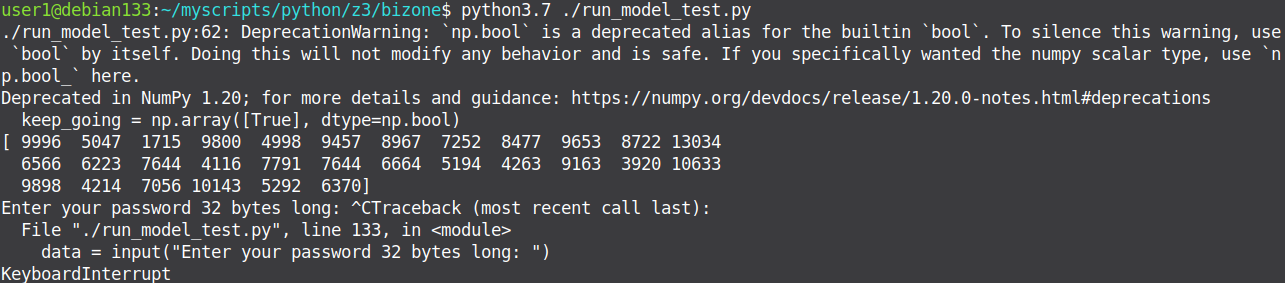 user1@debian133:~/myscripts/python/z3/bizone$ python3.7 ./run_model_test.py
./run_model_test.py:62: DeprecationWarning: `np.bool` is a deprecated alias for the builtin `bool`. To silence this warning, use
 `bool` by itself. Doing this will not modify any behavior and is safe. If you specifically wanted the numpy scalar type, use `n
p.bool_` here.
Deprecated in NumPy 1.20; for more details and guidance: https://numpy.org/devdocs/release/1.20.0-notes.html#deprecations
  keep_going = np.array([True], dtype=np.bool)
[ 9996  5047  1715  9800  4998  9457  8967  7252  8477  9653  8722 13034
  6566  6223  7644  4116  7791  7644  6664  5194  4263  9163  3920 10633
  9898  4214  7056 10143  5292  6370]
Enter your password 32 bytes long: ^CTraceback (most recent call last):
  File "./run_model_test.py", line 133, in <module>
    data = input("Enter your password 32 bytes long: ")
KeyboardInterrupt